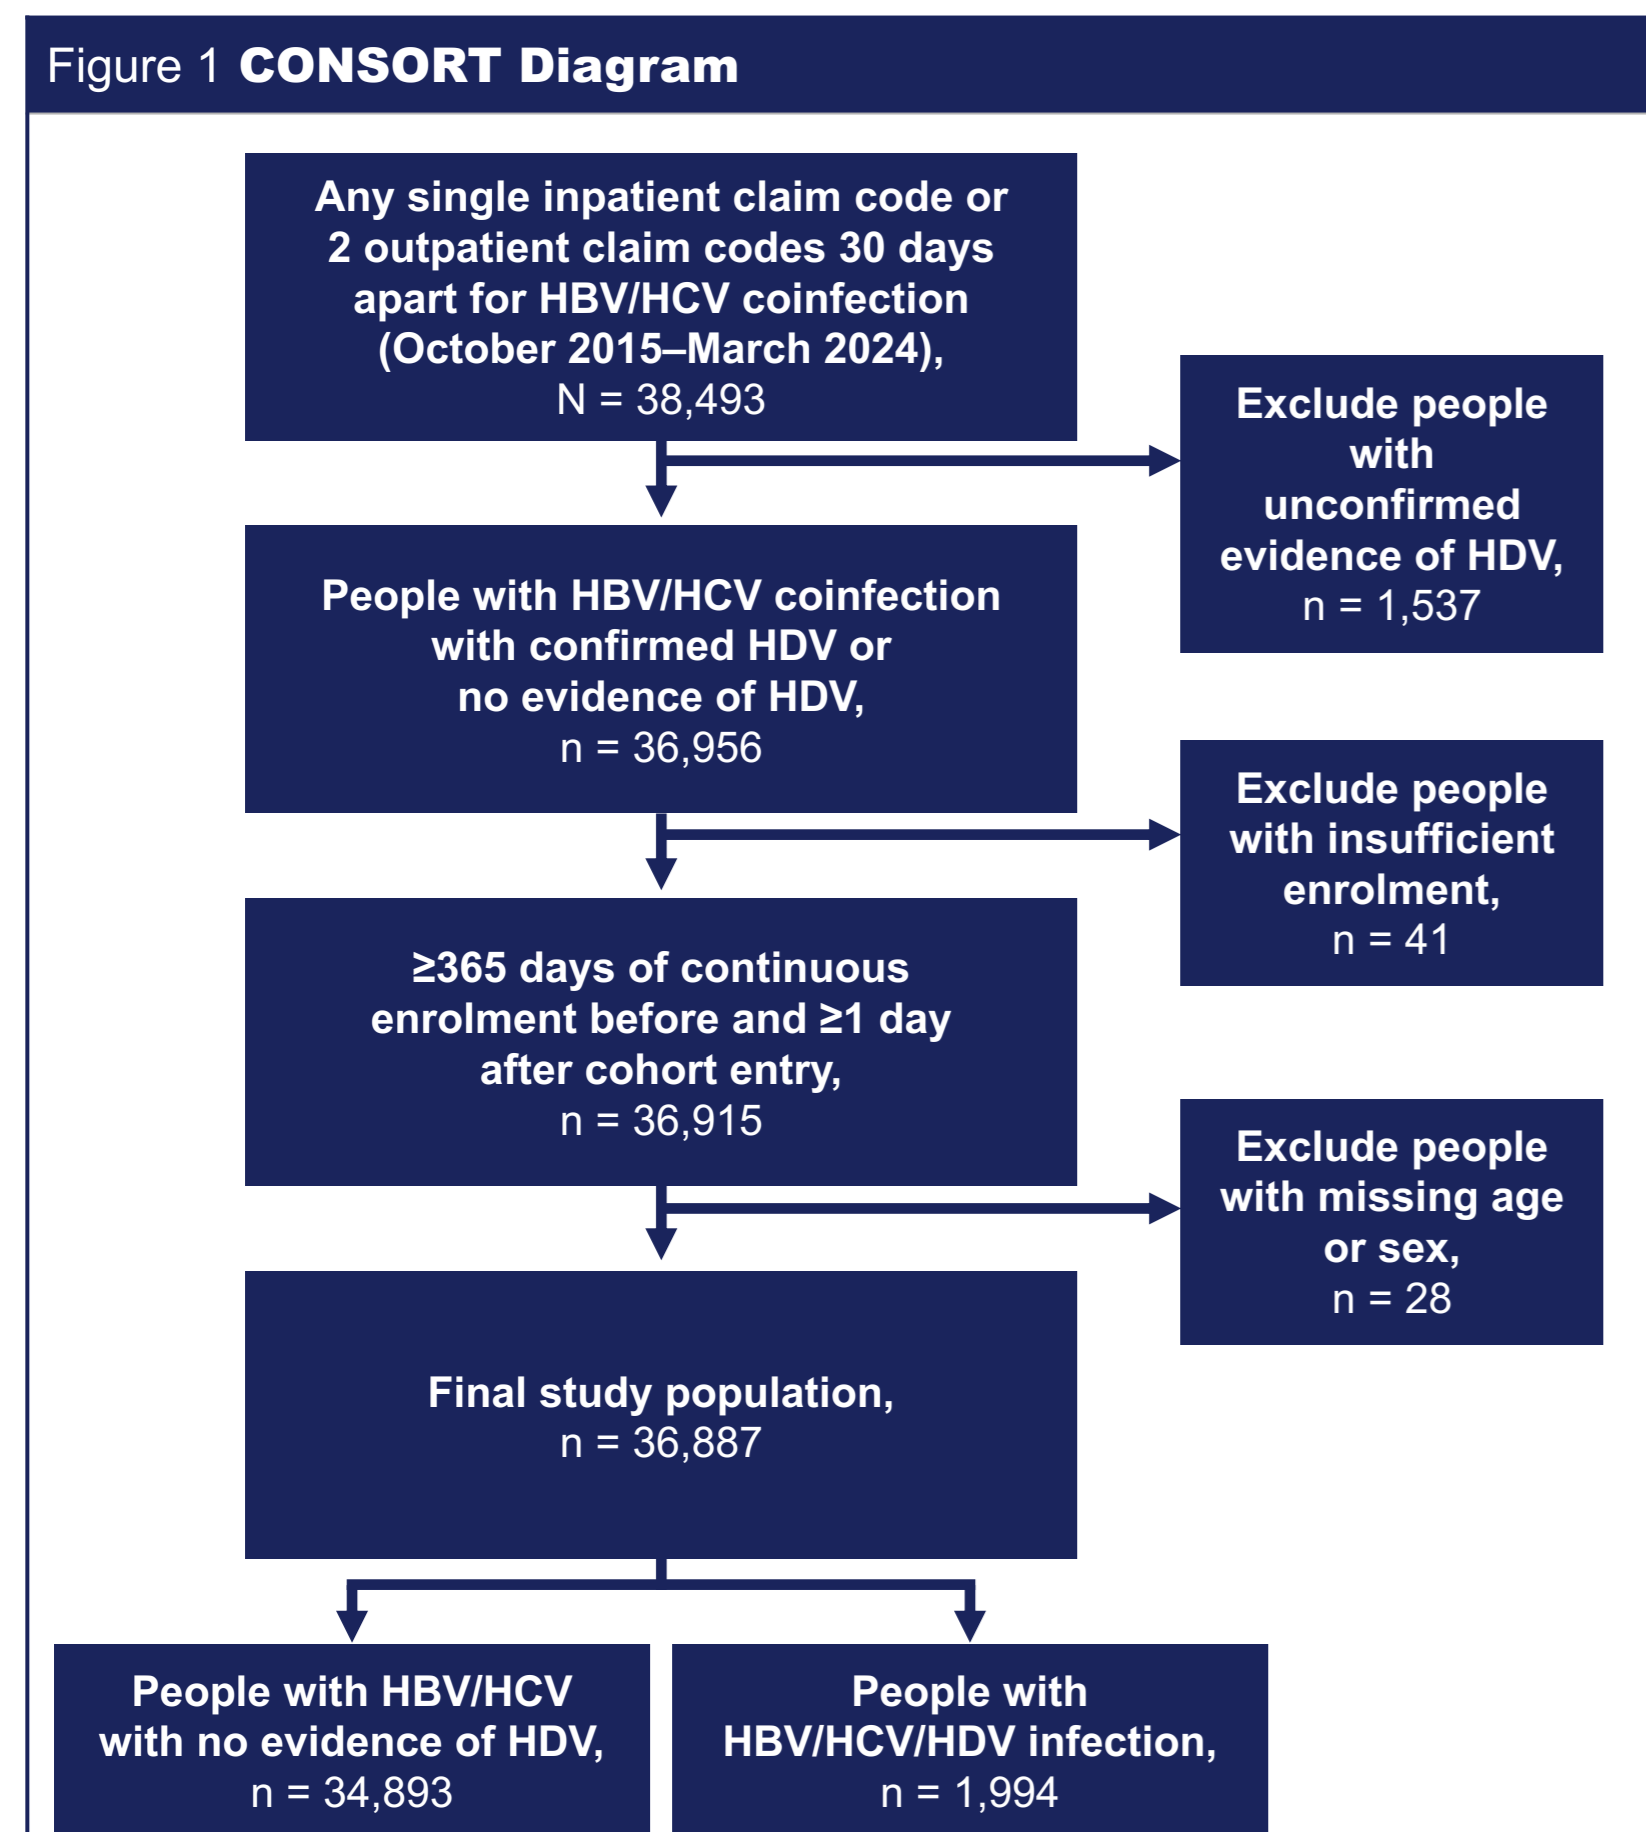 Figure 1 CONSORT Diagram
Any single inpatient claim code or
2 outpatient claim codes 30 days
apart for HBV/HCV coinfection
(October 2015–March 2024),
N = 38,493
Exclude people
with
unconfirmed
evidence of HDV,
n = 1,537
People with HBV/HCV coinfection
with confirmed HDV or
no evidence of HDV,
n = 36,956
Exclude people
with insufficient
enrolment,
n = 41
≥365 days of continuous
enrolment before and ≥1 day
after cohort entry,
n = 36,915
Exclude people
with missing age
or sex,
n = 28
Final study population,
n = 36,887
People with HBV/HCV
with no evidence of HDV,
n = 34,893
People with
HBV/HCV/HDV infection,
n = 1,994